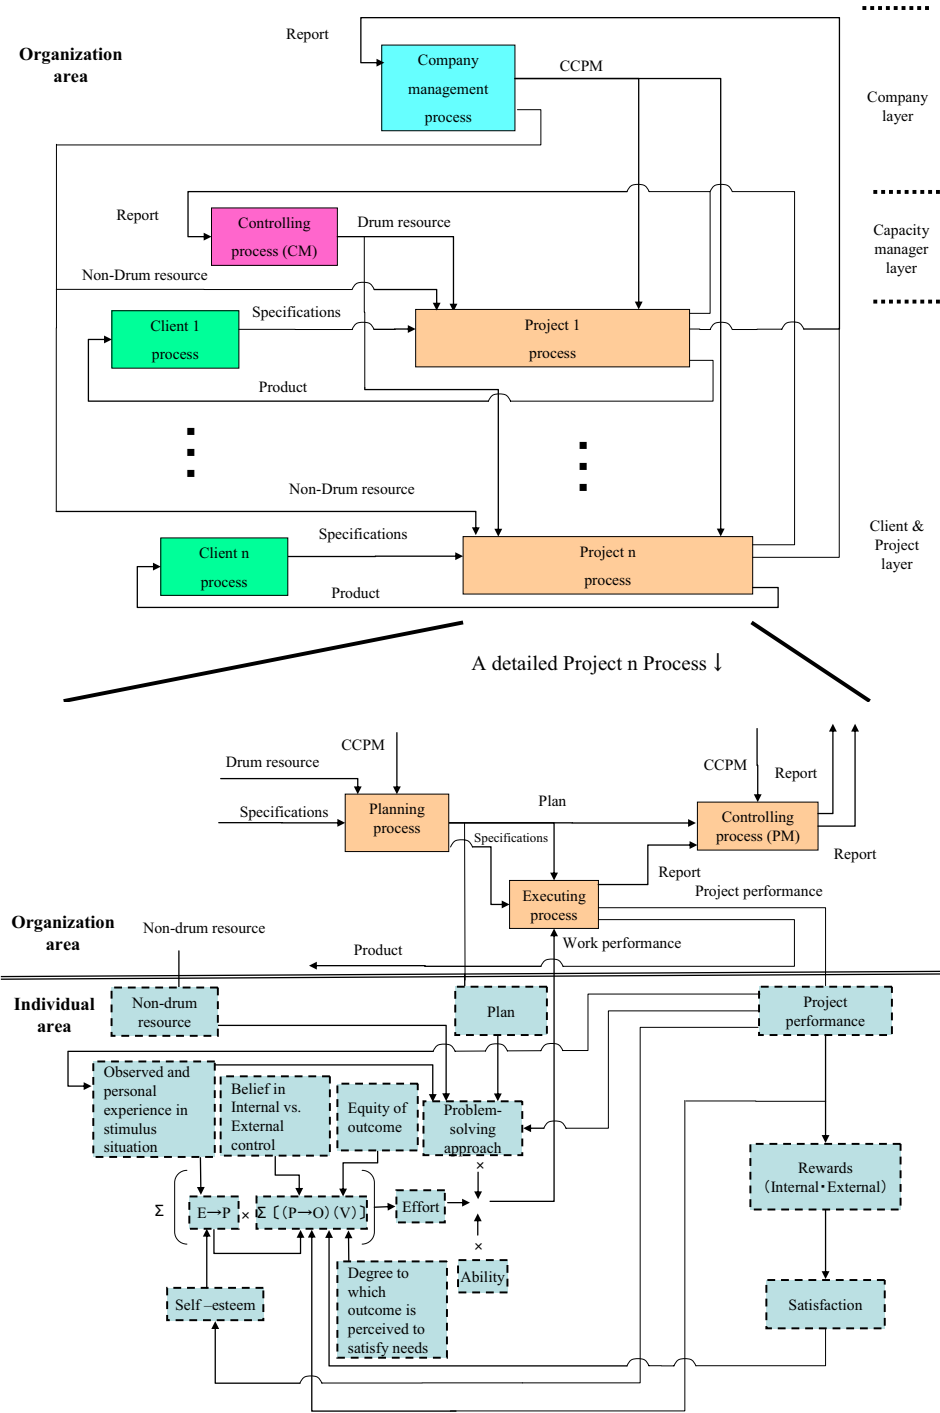 Report
Organization
area
Company
management
process
CCPM
Company
layer
Report
Controlling
process (CM)
Drum resource
Capacity
manager
layer
Non-Drum resource
Client 1
process
Specifications
Project 1
process
Product
Non-Drum resource
Specifications
Client n
process
Project n
process
Client &
Project
layer
Product
A detailed Project n Process ↓
CCPM
Drum resource
CCPM
Report
Specifications
Planning
process
Plan
Controlling
process (PM)
Specifications
Report
Report
Executing
process
Project performance
Organization
area
Non-drum resource
Work performance
Product
Individual
area
Non-drum
resource
Plan
Project
performance
Observed and
personal
experience in
stimulus
situation
Belief in
Internal vs.
External
control
Equity of
outcome
Problem-
solving
approach
×
Rewards
(Internal・External)
Σ
E→P
×
Σ〔(P→O)(V)〕
Effort
×
Ability
Degree to
which
outcome is
perceived to
satisfy needs
Self –esteem
Satisfaction